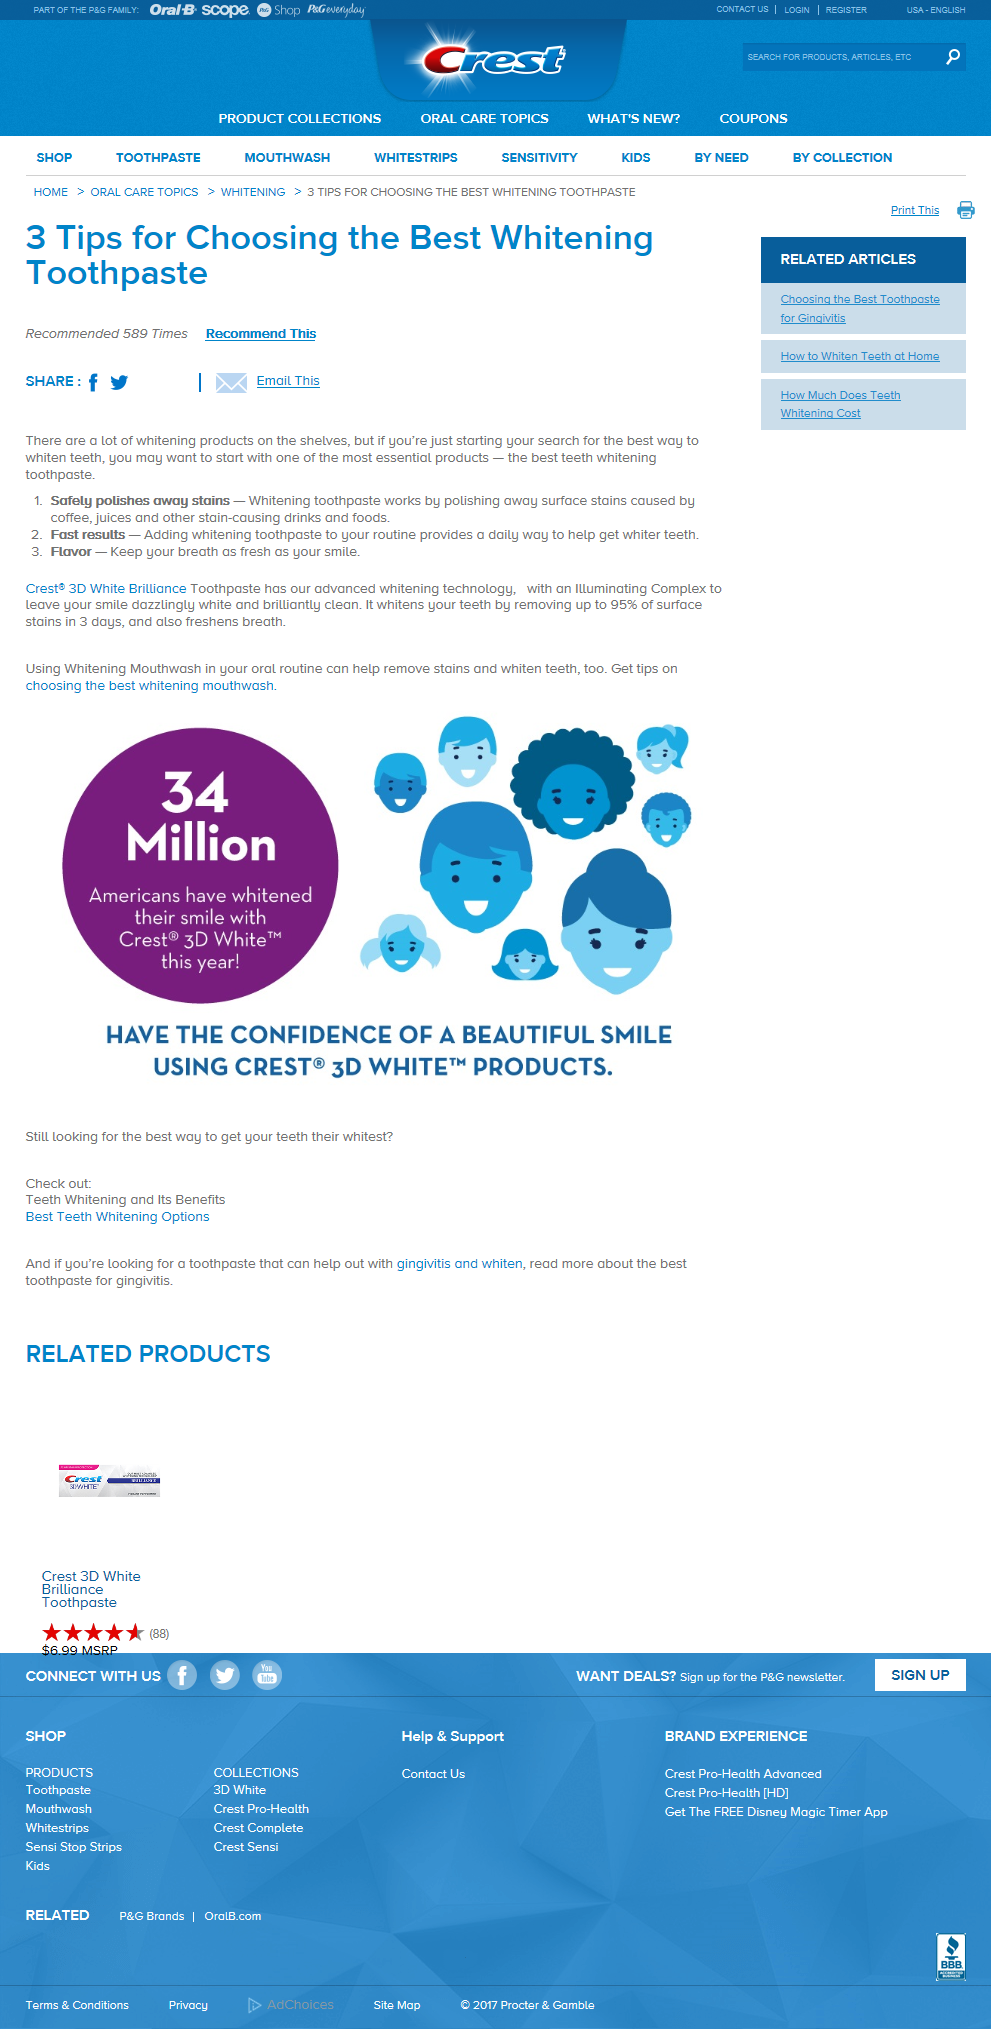 PART OF THE P&G FAMILY: Oral-B scope P&G Shop P&G everyday
CONTACT US | LOGIN | REGISTER USA - ENGLISH
Crest
SEARCH FOR PRODUCTS, ARTICLES, ETC
PRODUCT COLLECTIONS ORAL CARE TOPICS WHAT'S NEW? COUPONS
SHOP TOOTHPASTE MOUTHWASH WHITESTRIPS SENSITIVITY KIDS BY NEED BY COLLECTION
HOME > ORAL CARE TOPICS > WHITENING > 3 TIPS FOR CHOOSING THE BEST WHITENING TOOTHPASTE
Print This
3 Tips for Choosing the Best Whitening
Toothpaste
Recommended 589 Times Recommend This
SHARE : | Email This
RELATED ARTICLES
Choosing the Best Toothpaste
for Gingivitis
How to Whiten Teeth at Home
How Much Does Teeth
Whitening Cost
There are a lot of whitening products on the shelves, but if you're just starting your search for the best way to
whiten teeth, you may want to start with one of the most essential products — the best teeth whitening
toothpaste.
1. Safely polishes away stains — Whitening toothpaste works by polishing away surface stains caused by
coffee, juices and other stain-causing drinks and foods.
2. Fast results — Adding whitening toothpaste to your routine provides a daily way to help get whiter teeth.
3. Flavor — Keep your breath as fresh as your smile.
Crest® 3D White Brilliance Toothpaste has our advanced whitening technology, with an Illuminating Complex to
leave your smile dazzlingly white and brilliantly clean. It whitens your teeth by removing up to 95% of surface
stains in 3 days, and also freshens breath.
Using Whitening Mouthwash in your oral routine can help remove stains and whiten teeth, too. Get tips on
choosing the best whitening mouthwash.
34
Million
Americans have whitened
their smile with
Crest® 3D White™
this year!
HAVE THE CONFIDENCE OF A BEAUTIFUL SMILE
USING CREST® 3D WHITE™ PRODUCTS.
Still looking for the best way to get your teeth their whitest?
Check out:
Teeth Whitening and Its Benefits
Best Teeth Whitening Options
And if you're looking for a toothpaste that can help out with gingivitis and whiten, read more about the best
toothpaste for gingivitis.
RELATED PRODUCTS
Crest
3D WHITE
BRILLIANCE
Crest 3D White
Brilliance
Toothpaste
(88)
$6.99 MSRP
CONNECT WITH US You Tube
WANT DEALS? Sign up for the P&G newsletter. SIGN UP
SHOP
PRODUCTS
Toothpaste
Mouthwash
Whitestrips
Sensi Stop Strips
Kids
COLLECTIONS
3D White
Crest Pro-Health
Crest Complete
Crest Sensi
Help & Support
Contact Us
BRAND EXPERIENCE
Crest Pro-Health Advanced
Crest Pro-Health [HD]
Get The FREE Disney Magic Timer App
RELATED P&G Brands | OralB.com
BBB
ACCREDITED
BUSINESS
Terms & Conditions Privacy AdChoices Site Map © 2017 Procter & Gamble